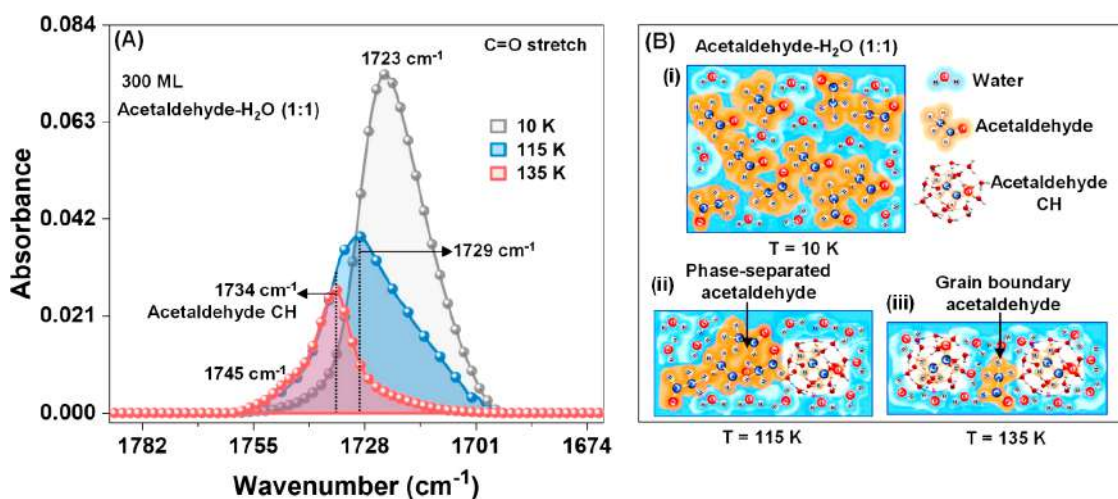 (A)
C=O stretch
1723 cm⁻¹
300 ML
Acetaldehyde-H₂O (1:1)
10 K
115 K
135 K
1729 cm⁻¹
1734 cm⁻¹
Acetaldehyde CH
1745 cm⁻¹
0.084
0.063
0.042
0.021
0.000
Absorbance
1782
1755
1728
1701
1674
Wavenumber (cm⁻¹)
(B)
Acetaldehyde-H₂O (1:1)
(i)
Water
Acetaldehyde
Acetaldehyde
CH
T = 10 K
Phase-separated
acetaldehyde
(ii)
T = 115 K
Grain boundary
acetaldehyde
(iii)
T = 135 K